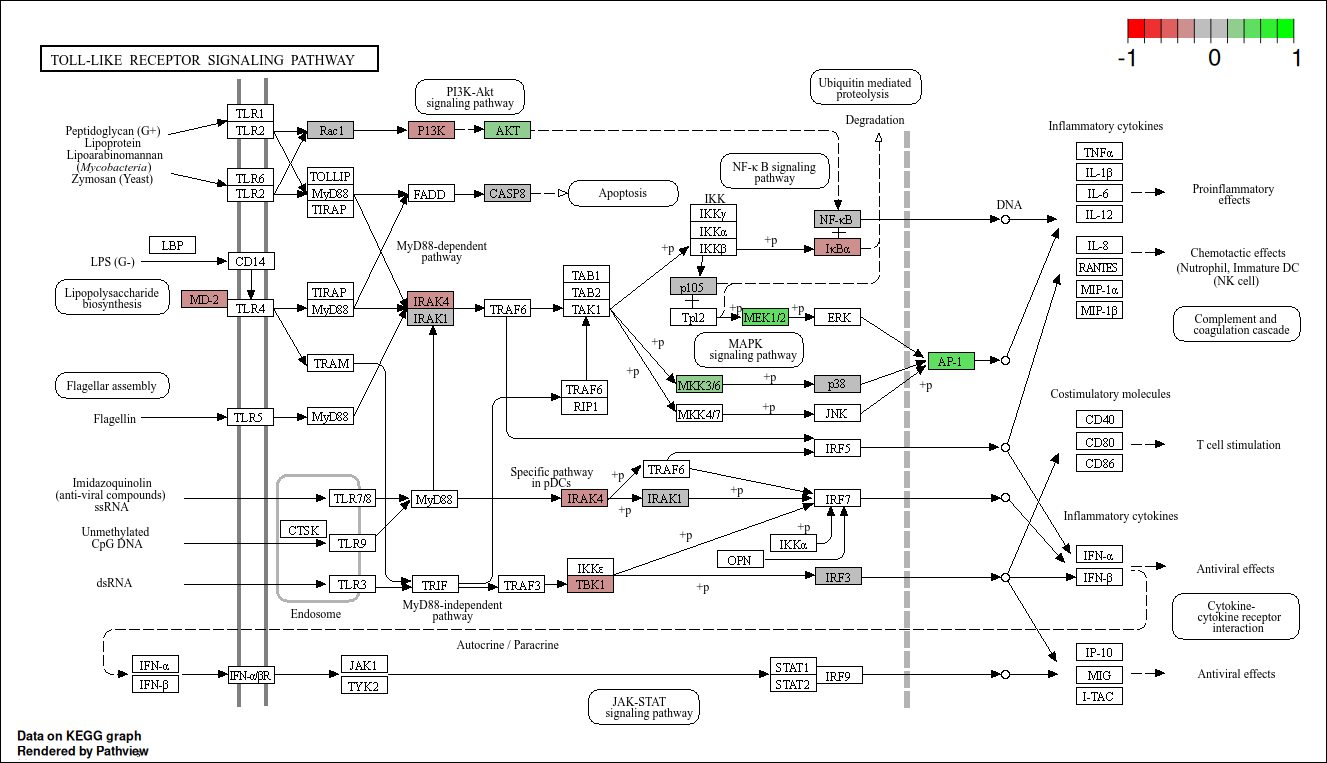 -1 0 1
TOLL-LIKE RECEPTOR SIGNALING PATHWAY
PI3K-Akt
signaling pathway
Ubiquitin mediated
proteolysis
Degradation
Peptidoglycan (G+)
Lipoprotein
Lipoarabinomannan
(Mycobacteria)
Zymosan (Yeast)
TLR1
TLR2
TLR6
TLR2
Rac1
P13K
AKT
TOLLIP
MyD88
TIRAP
FADD
CASP8
Apoptosis
NF-κ B signaling
pathway
IKK
IKKγ
IKKα
IKKβ
+p
+p
NF-κB
IκBα
DNA
Inflammatory cytokines
TNFα
IL-1β
IL-6
IL-12
Proinflammatory
effects
IL-8
RANTES
MIP-1α
MIP-1β
Chemotactic effects
(Nutrophil, Immature DC
(NK cell)
Complement and
coagulation cascade
LBP
LPS (G-)
CD14
MyD88-dependent
pathway
Lipopolysaccharide
biosynthesis
MD-2
TLR4
TIRAP
MyD88
IRAK4
IRAK1
TRAF6
TAB1
TAB2
TAK1
p105
Tpl2
+p
MEK1/2
+p
ERK
MAPK
signaling pathway
+p
+p
AP-1
TRAM
Flagellar assembly
Flagellin
TLR5
MyD88
TRAF6
RIP1
MKK3/6
+p
p38
+p
MKK4/7
+p
JNK
Costimulatory molecules
CD40
CD80
CD86
T cell stimulation
IRF5
Imidazoquinolin
(anti-viral compounds)
ssRNA
TLR7/8
MyD88
Specific pathway
in pDCs
IRAK4
+p
+p
TRAF6
IRAK1
+p
IRF7
Unmethylated
CpG DNA
CTSK
TLR9
+p
+p
IKKα
OPN
Inflammatory cytokines
IFN-α
IFN-β
Antiviral effects
dsRNA
TLR3
Endosome
TRIF
TRAF3
IKKε
TBK1
+p
IRF3
MyD88-independent
pathway
Cytokine-
cytokine receptor
interaction
Autocrine / Paracrine
IFN-α
IFN-β
IFN-α/βR
JAK1
TYK2
STAT1
STAT2
IRF9
IP-10
MIG
I-TAC
Antiviral effects
JAK-STAT
signaling pathway
Data on KEGG graph
Rendered by Pathview